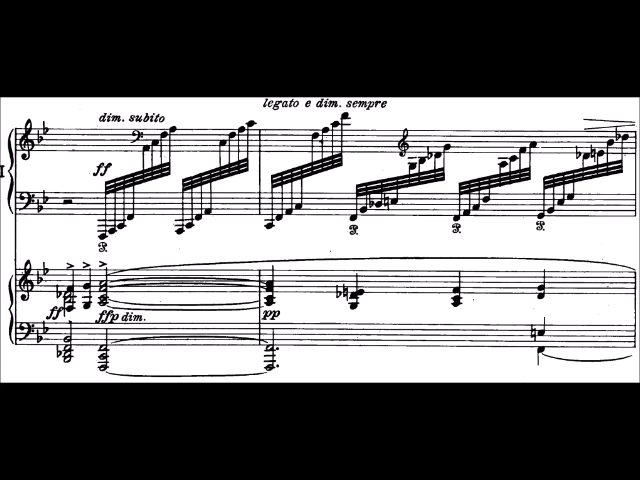 legato e dim. sempre
dim. subito
I
ff
ff
ffp dim.
pp